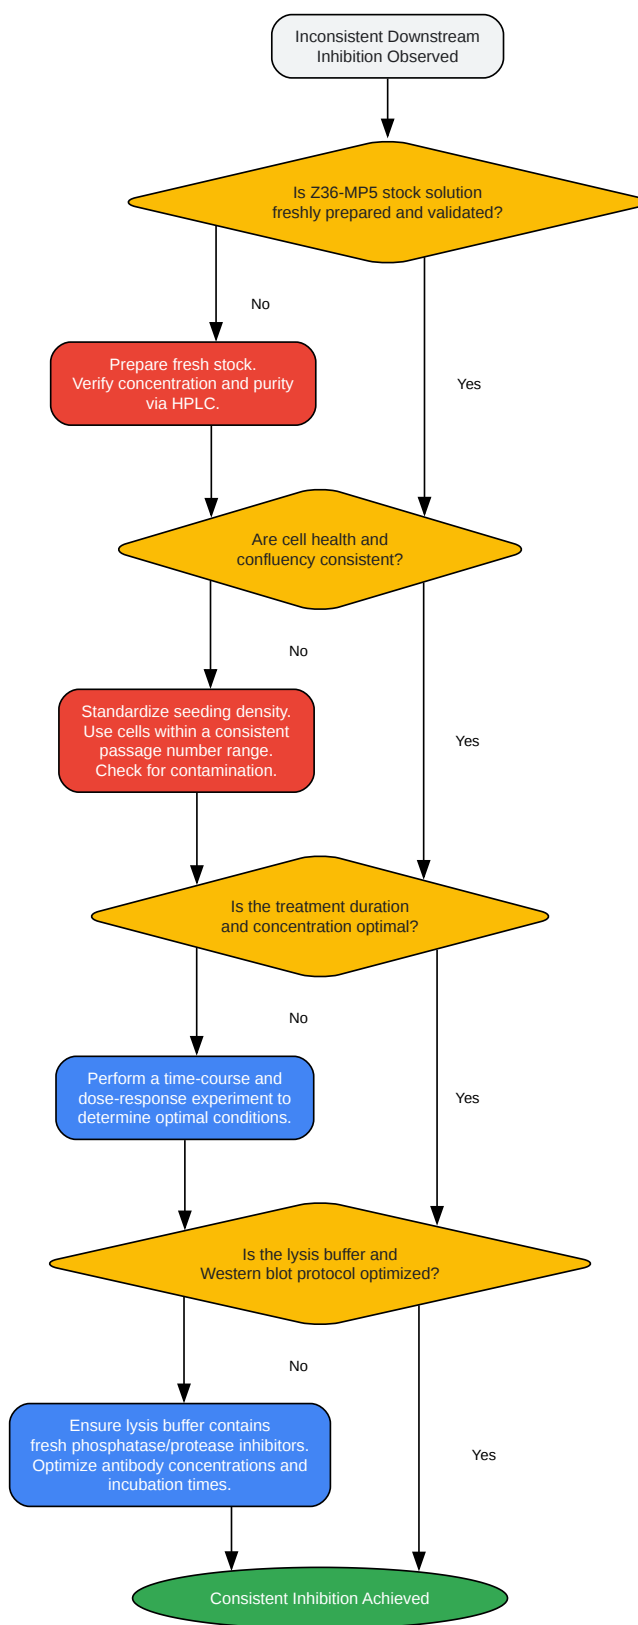 Inconsistent Downstream
Inhibition Observed
Is Z36-MP5 stock solution
freshly prepared and validated?
No
Yes
Prepare fresh stock.
Verify concentration and purity
via HPLC.
Are cell health and
confluency consistent?
No
Yes
Standardize seeding density.
Use cells within a consistent
passage number range.
Check for contamination.
Is the treatment duration
and concentration optimal?
No
Yes
Perform a time-course and
dose-response experiment to
determine optimal conditions.
Is the lysis buffer and
Western blot protocol optimized?
No
Yes
Ensure lysis buffer contains
fresh phosphatase/protease inhibitors.
Optimize antibody concentrations and
incubation times.
Consistent Inhibition Achieved